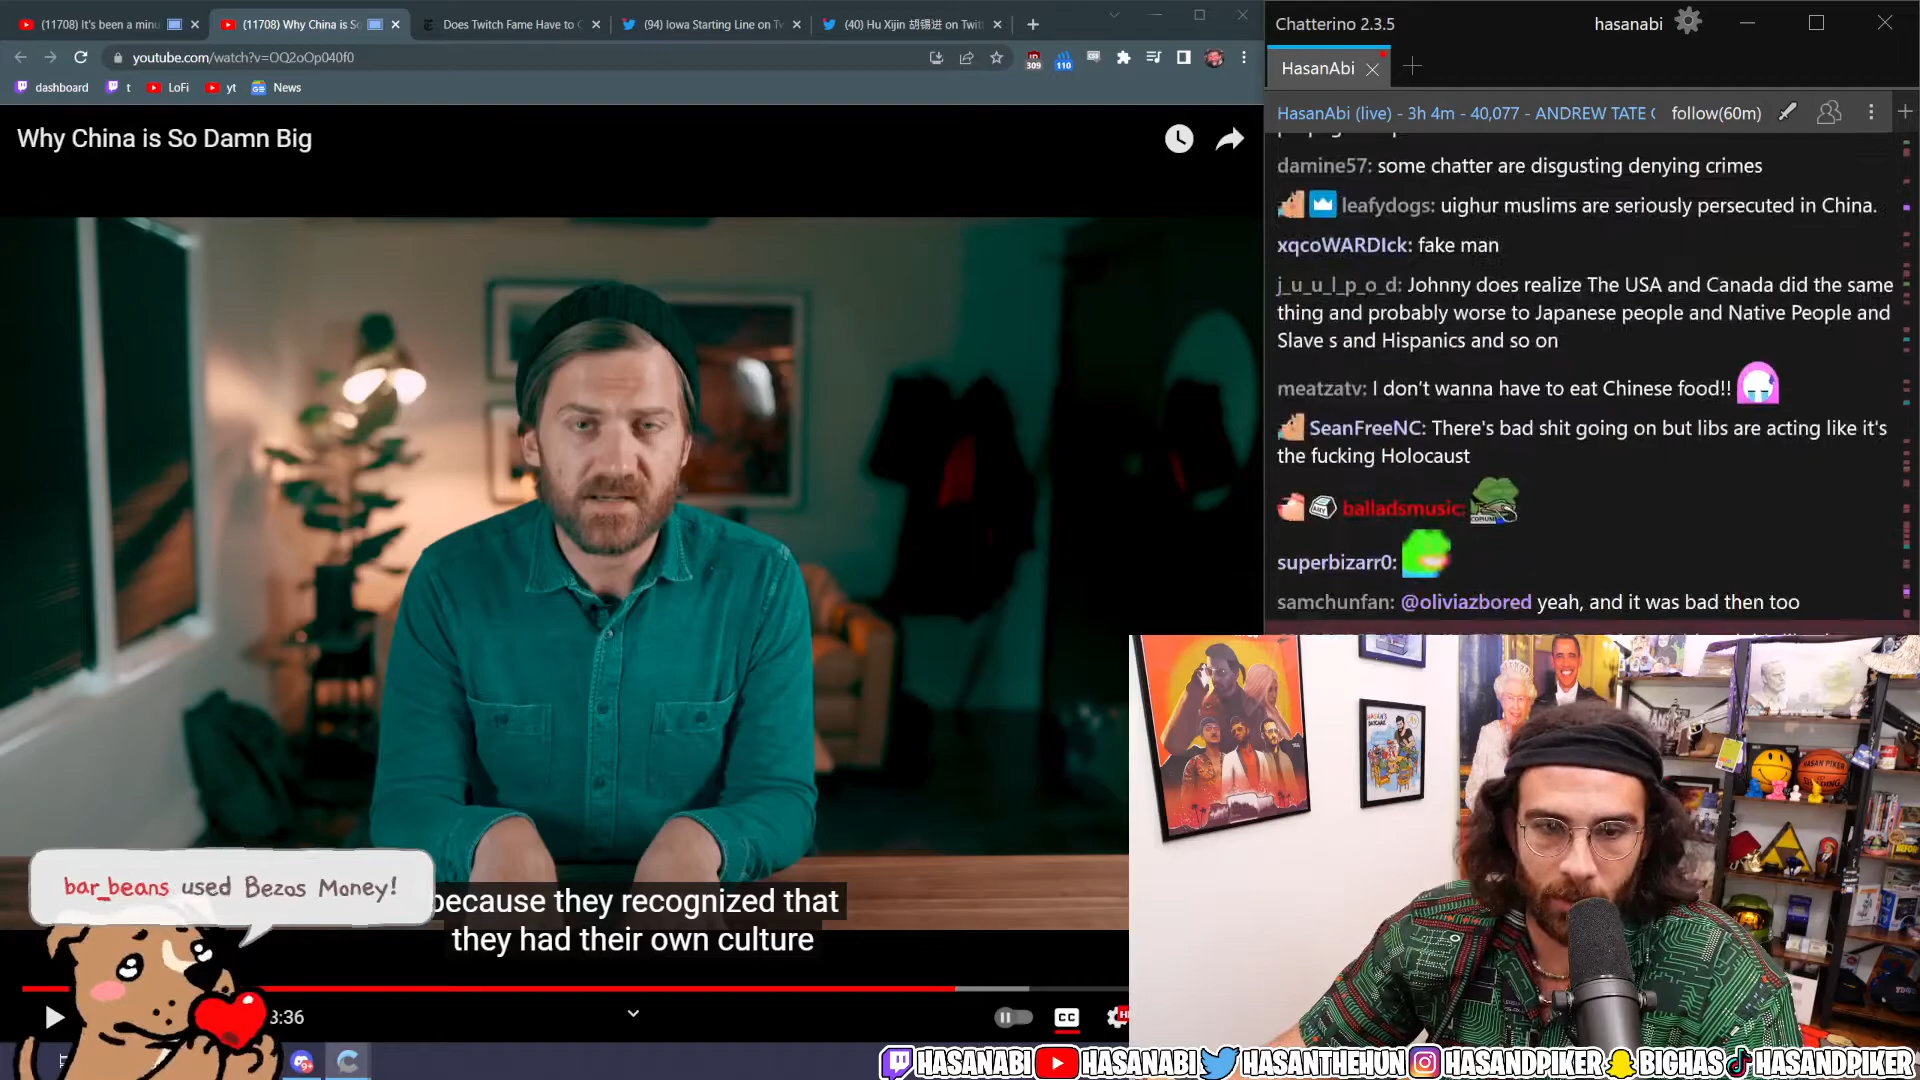 (11708) It's been a minu
(11708) Why China is So
Does Twitch Fame Have to C
(94) Iowa Starting Line on Tw
(40) Hu Xijin 胡锡进 on Twitt
youtube.com/watch?v=OQ2oOp040f0
309
110
dashboard
t
LoFi
yt
News
Why China is So Damn Big
because they recognized that
they had their own culture
bar_beans used Bezos Money!
3:36
CC
Chatterino 2.3.5
hasanabi
HasanAbi
HasanAbi (live) - 3h 4m - 40,077 - ANDREW TATE
follow(60m)
damine57: some chatter are disgusting denying crimes
leafydogs: uighur muslims are seriously persecuted in China.
xqcoWARDIck: fake man
j_u_u_l_p_o_d: Johnny does realize The USA and Canada did the same
thing and probably worse to Japanese people and Native People and
Slave s and Hispanics and so on
meatzatv: I don't wanna have to eat Chinese food!!
SeanFreeNC: There's bad shit going on but libs are acting like it's
the fucking Holocaust
balladsmusic:
COPIUM
superbizarr0:
samchunfan: @oliviazbored yeah, and it was bad then too
HASAN PIKER
HASANABI HASANABI HASANTHEHUN HASANDPIKER BIGHAS HASANDPIKER